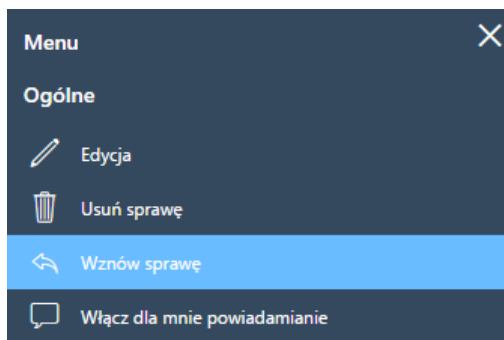 Menu
Ogólne
Edycja
Usuń sprawę
Wznów sprawę
Włącz dla mnie powiadamianie